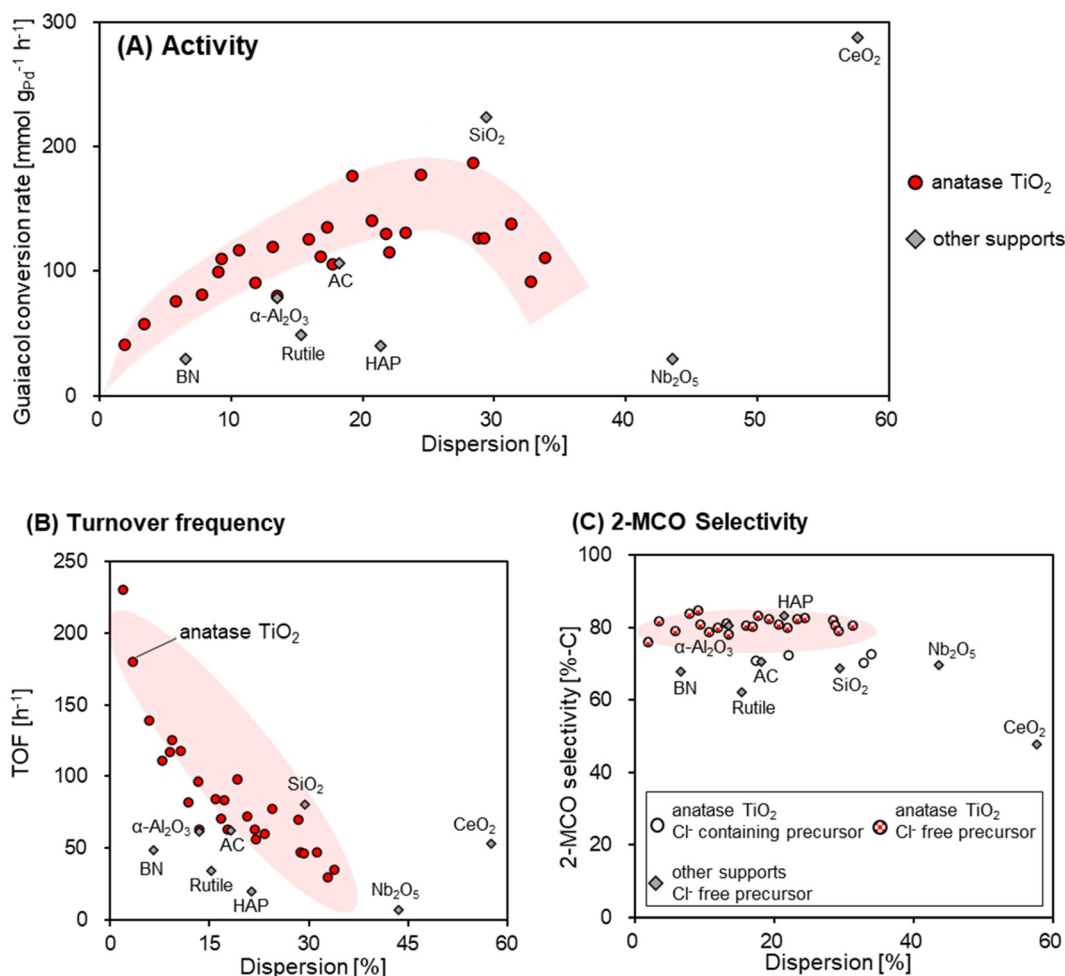 (A) Activity
Guaiacol conversion rate [mmol g_Pd⁻¹ h⁻¹]
300
200
100
0
CeO₂
SiO₂
AC
α-Al₂O₃
Rutile
HAP
BN
Nb₂O₅
0 10 20 30 40 50 60
Dispersion [%]
anatase TiO₂
other supports
(B) Turnover frequency
TOF [h⁻¹]
250
200
150
100
50
0
anatase TiO₂
SiO₂
α-Al₂O₃
AC
CeO₂
BN
Rutile
HAP
Nb₂O₅
0 15 30 45 60
Dispersion [%]
(C) 2-MCO Selectivity
2-MCO selectivity [%-C]
100
80
60
40
20
0
HAP
α-Al₂O₃
Nb₂O₅
BN
AC
SiO₂
Rutile
CeO₂
anatase TiO₂
Cl⁻ containing precursor
anatase TiO₂
Cl⁻ free precursor
other supports
Cl⁻ free precursor
0 20 40 60
Dispersion [%]